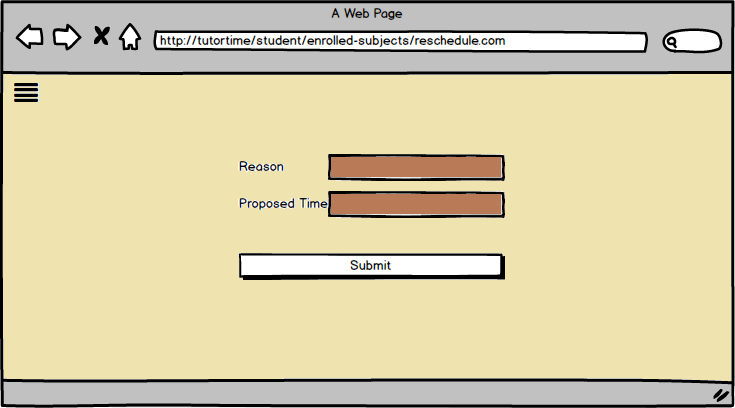 A Web Page
http://tutortime/student/enrolled-subjects/reschedule.com
Reason
Proposed Time
Submit